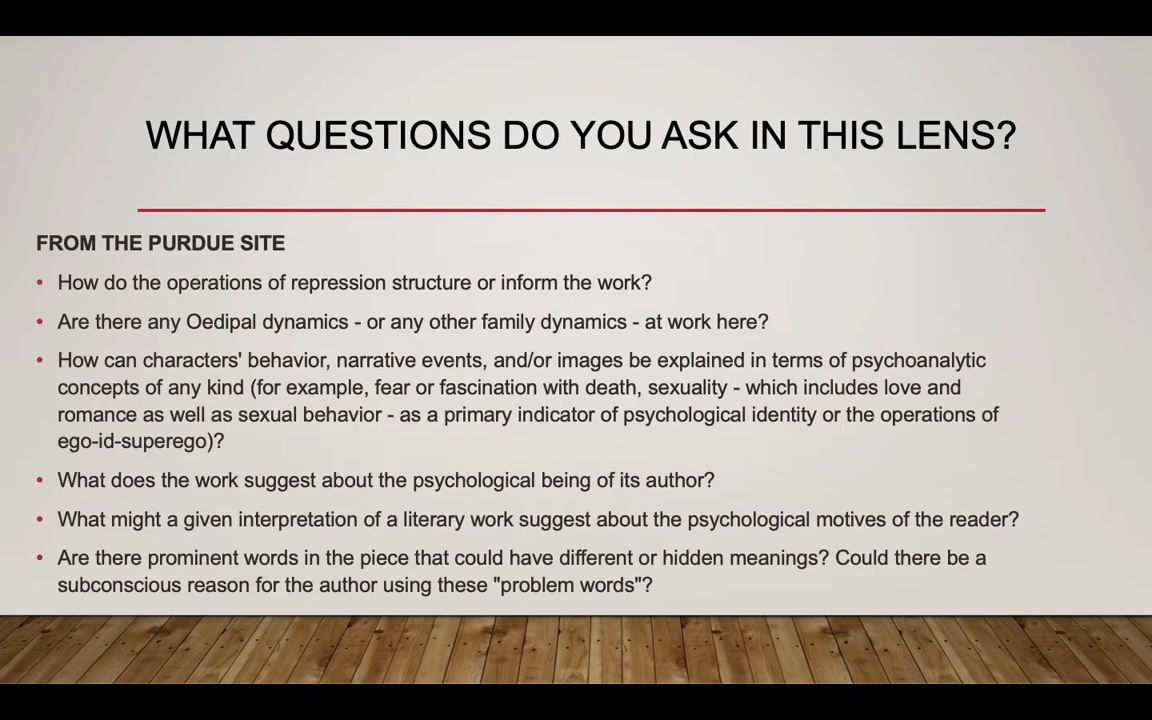 WHAT QUESTIONS DO YOU ASK IN THIS LENS?
FROM THE PURDUE SITE
• How do the operations of repression structure or inform the work?
• Are there any Oedipal dynamics - or any other family dynamics - at work here?
• How can characters' behavior, narrative events, and/or images be explained in terms of psychoanalytic
concepts of any kind (for example, fear or fascination with death, sexuality - which includes love and
romance as well as sexual behavior - as a primary indicator of psychological identity or the operations of
ego-id-superego)?
• What does the work suggest about the psychological being of its author?
• What might a given interpretation of a literary work suggest about the psychological motives of the reader?
• Are there prominent words in the piece that could have different or hidden meanings? Could there be a
subconscious reason for the author using these "problem words"?